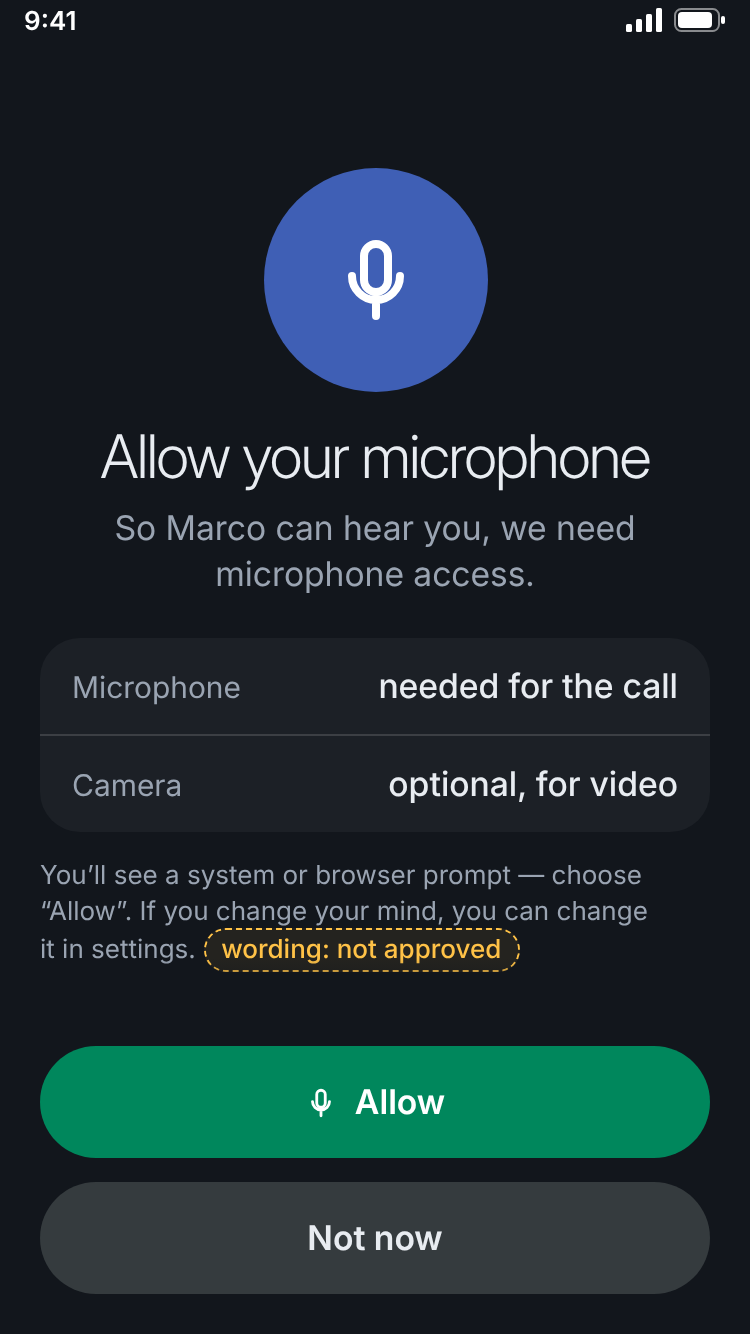 9:41
Allow your microphone
So Marco can hear you, we need
microphone access.
Microphone needed for the call
Camera optional, for video
You’ll see a system or browser prompt — choose
“Allow”. If you change your mind, you can change
it in settings. wording: not approved
Allow
Not now